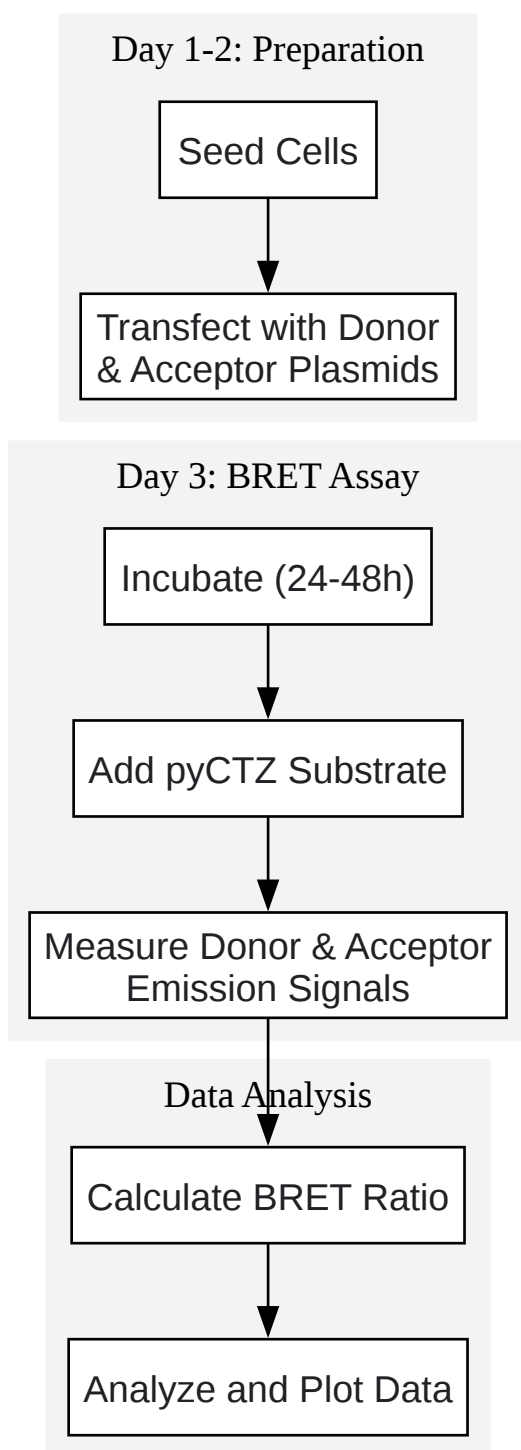 Day 1-2: Preparation
Seed Cells
Transfect with Donor
& Acceptor Plasmids
Day 3: BRET Assay
Incubate (24-48h)
Add pyCTZ Substrate
Measure Donor & Acceptor
Emission Signals
Data Analysis
Calculate BRET Ratio
Analyze and Plot Data